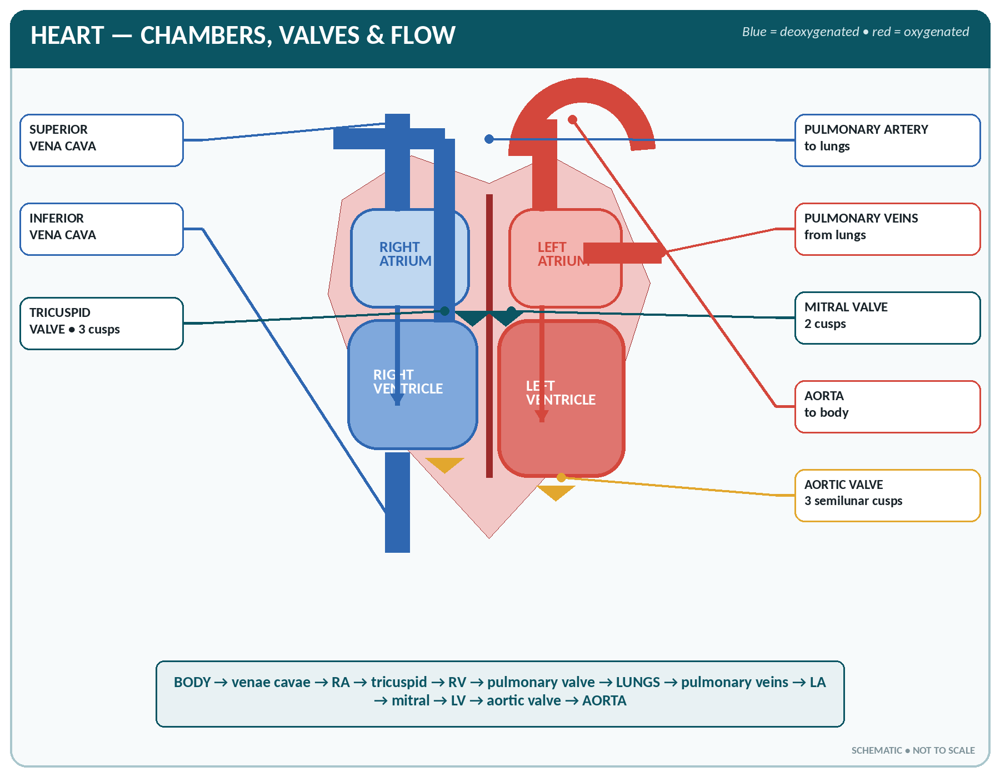 HEART — CHAMBERS, VALVES & FLOW
Blue = deoxygenated • red = oxygenated
SUPERIOR
VENA CAVA
PULMONARY ARTERY
to lungs
INFERIOR
VENA CAVA
PULMONARY VEINS
from lungs
RIGHT
ATRIUM
LEFT
ATRIUM
TRICUSPID
VALVE • 3 cusps
MITRAL VALVE
2 cusps
RIGHT
VENTRICLE
LEFT
VENTRICLE
AORTA
to body
AORTIC VALVE
3 semilunar cusps
BODY → venae cavae → RA → tricuspid → RV → pulmonary valve → LUNGS → pulmonary veins → LA
→ mitral → LV → aortic valve → AORTA
SCHEMATIC • NOT TO SCALE